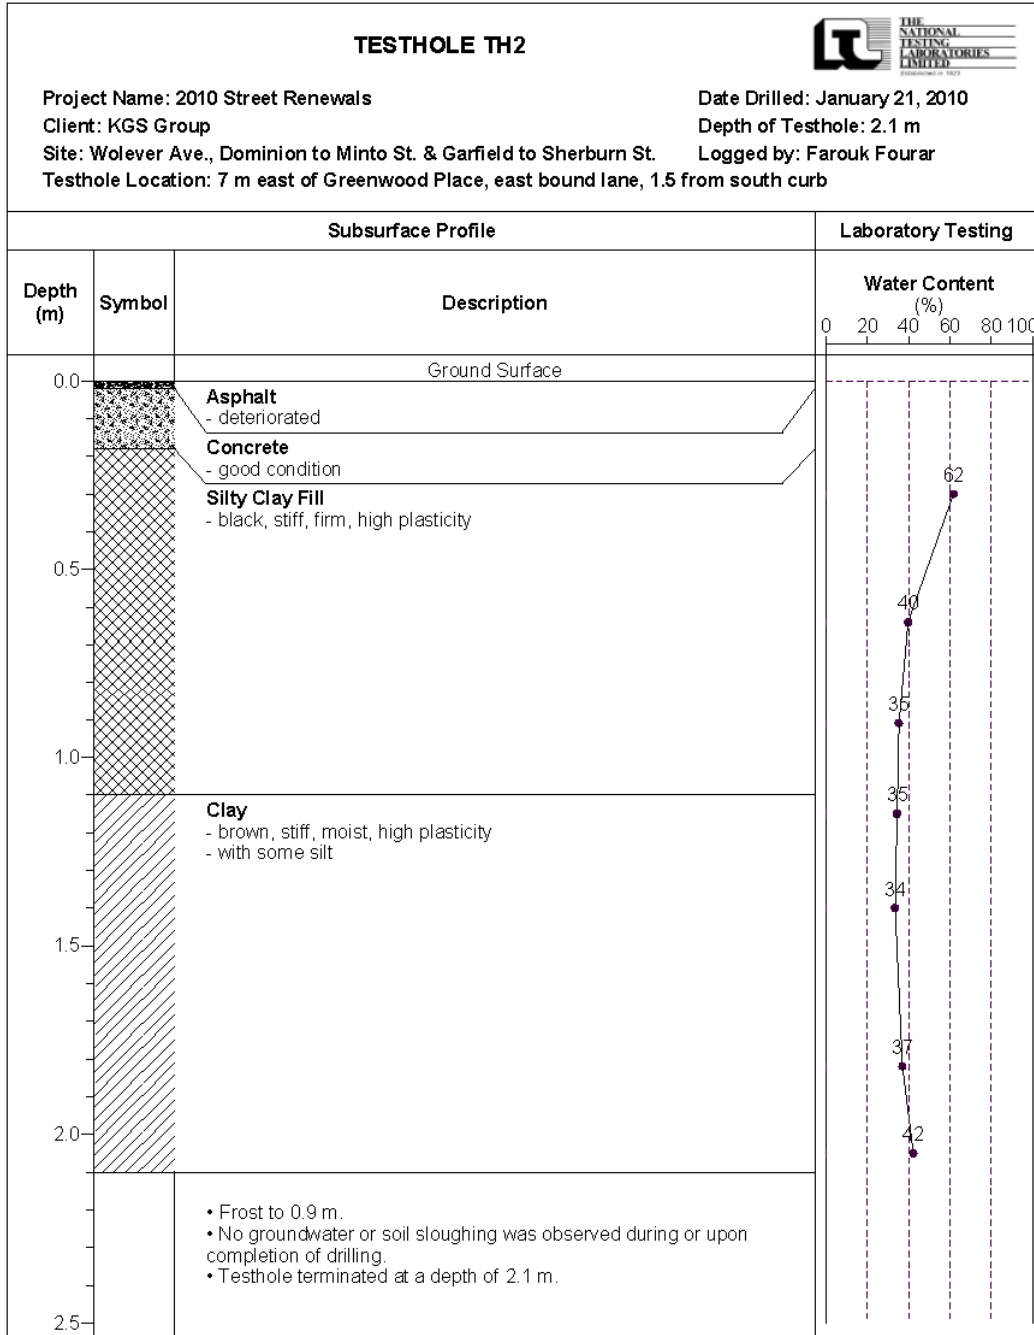 TESTHOLE TH2
THE
NATIONAL
TESTING
LABORATORIES
LIMITED
Established in 1923
Project Name: 2010 Street Renewals
Date Drilled: January 21, 2010
Client: KGS Group
Depth of Testhole: 2.1 m
Site: Wolever Ave., Dominion to Minto St. & Garfield to Sherburn St.
Logged by: Farouk Fourar
Testhole Location: 7 m east of Greenwood Place, east bound lane, 1.5 from south curb
Subsurface Profile
Laboratory Testing
Depth
(m)
Symbol
Description
Water Content
(%)
0 20 40 60 80 100
Ground Surface
0.0
Asphalt
- deteriorated
Concrete
- good condition
62
Silty Clay Fill
- black, stiff, firm, high plasticity
0.5
40
35
1.0
35
Clay
- brown, stiff, moist, high plasticity
- with some silt
34
1.5
37
2.0
42
• Frost to 0.9 m.
• No groundwater or soil sloughing was observed during or upon
completion of drilling.
• Testhole terminated at a depth of 2.1 m.
2.5